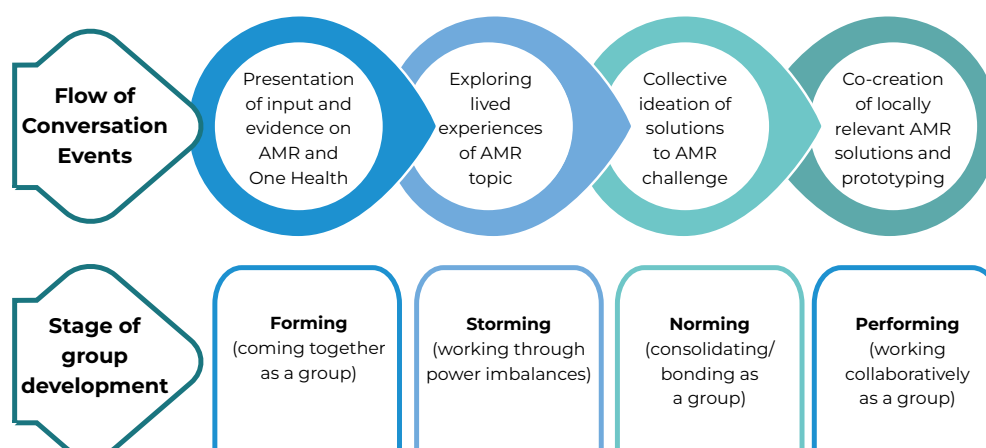 Flow of
Conversation
Events
Presentation
of input and
evidence on
AMR and
One Health
Exploring
lived
experiences
of AMR
topic
Collective
ideation of
solutions
to AMR
challenge
Co-creation
of locally
relevant AMR
solutions and
prototyping
Stage of
group
development
Forming
(coming together
as a group)
Storming
(working through
power imbalances)
Norming
(consolidating/
bonding as
a group)
Performing
(working
collaboratively
as a group)